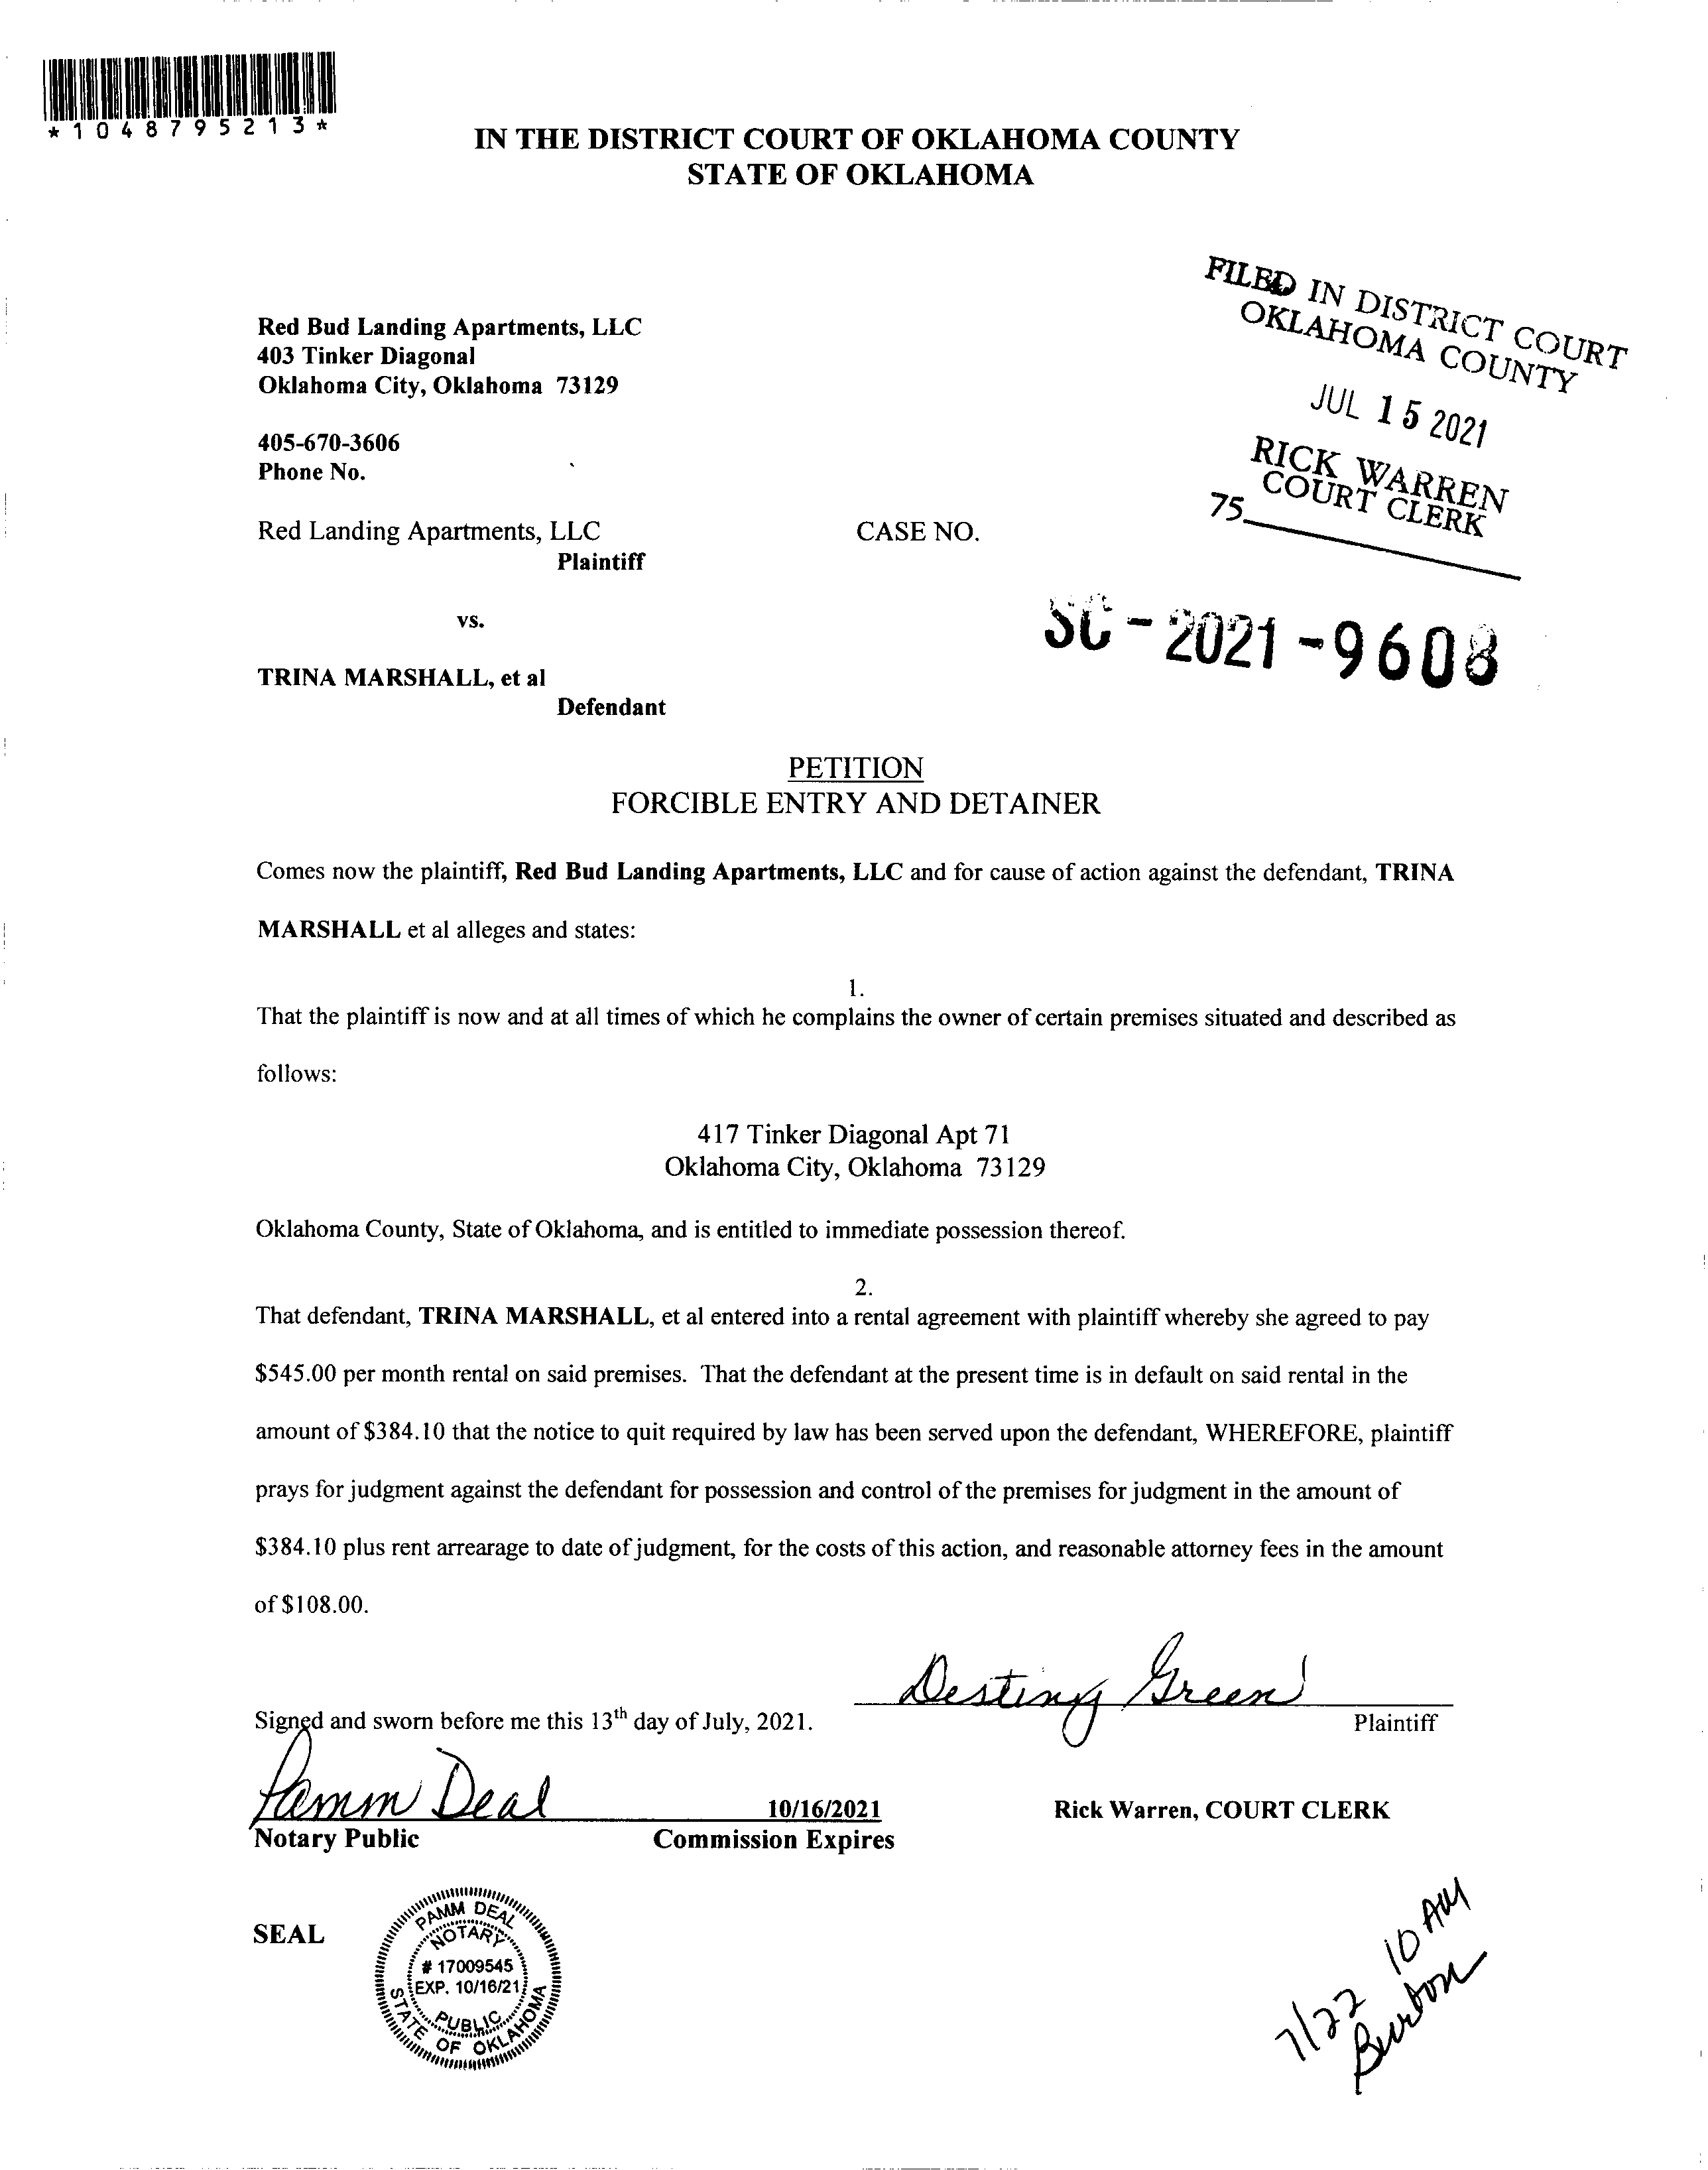 *1048795213*
IN THE DISTRICT COURT OF OKLAHOMA COUNTY
STATE OF OKLAHOMA
FILED IN DISTRICT COURT
OKLAHOMA COUNTY
JUL 15 2021
RICK WARREN
COURT CLERK
75
Red Bud Landing Apartments, LLC
403 Tinker Diagonal
Oklahoma City, Oklahoma 73129
405-670-3606
Phone No.
Red Landing Apartments, LLC
CASE NO.
Plaintiff
SC-2021-9608
vs.
TRINA MARSHALL, et al
Defendant
PETITION
FORCIBLE ENTRY AND DETAINER
Comes now the plaintiff, Red Bud Landing Apartments, LLC and for cause of action against the defendant, TRINA
MARSHALL et al alleges and states:
1.
That the plaintiff is now and at all times of which he complains the owner of certain premises situated and described as
follows:
417 Tinker Diagonal Apt 71
Oklahoma City, Oklahoma 73129
Oklahoma County, State of Oklahoma, and is entitled to immediate possession thereof.
2.
That defendant, TRINA MARSHALL, et al entered into a rental agreement with plaintiff whereby she agreed to pay
$545.00 per month rental on said premises. That the defendant at the present time is in default on said rental in the
amount of $384.10 that the notice to quit required by law has been served upon the defendant, WHEREFORE, plaintiff
prays for judgment against the defendant for possession and control of the premises for judgment in the amount of
$384.10 plus rent arrearage to date of judgment, for the costs of this action, and reasonable attorney fees in the amount
of $108.00.
Destiny Green
Signed and sworn before me this 13th day of July, 2021.
Plaintiff
Pamm Deal
10/16/2021
Rick Warren, COURT CLERK
Notary Public
Commission Expires
SEAL
PAMM DEAL
NOTARY
# 17009545
EXP. 10/16/21
PUBLIC
STATE OF OKLAHOMA
7/22 10 AM
Burton